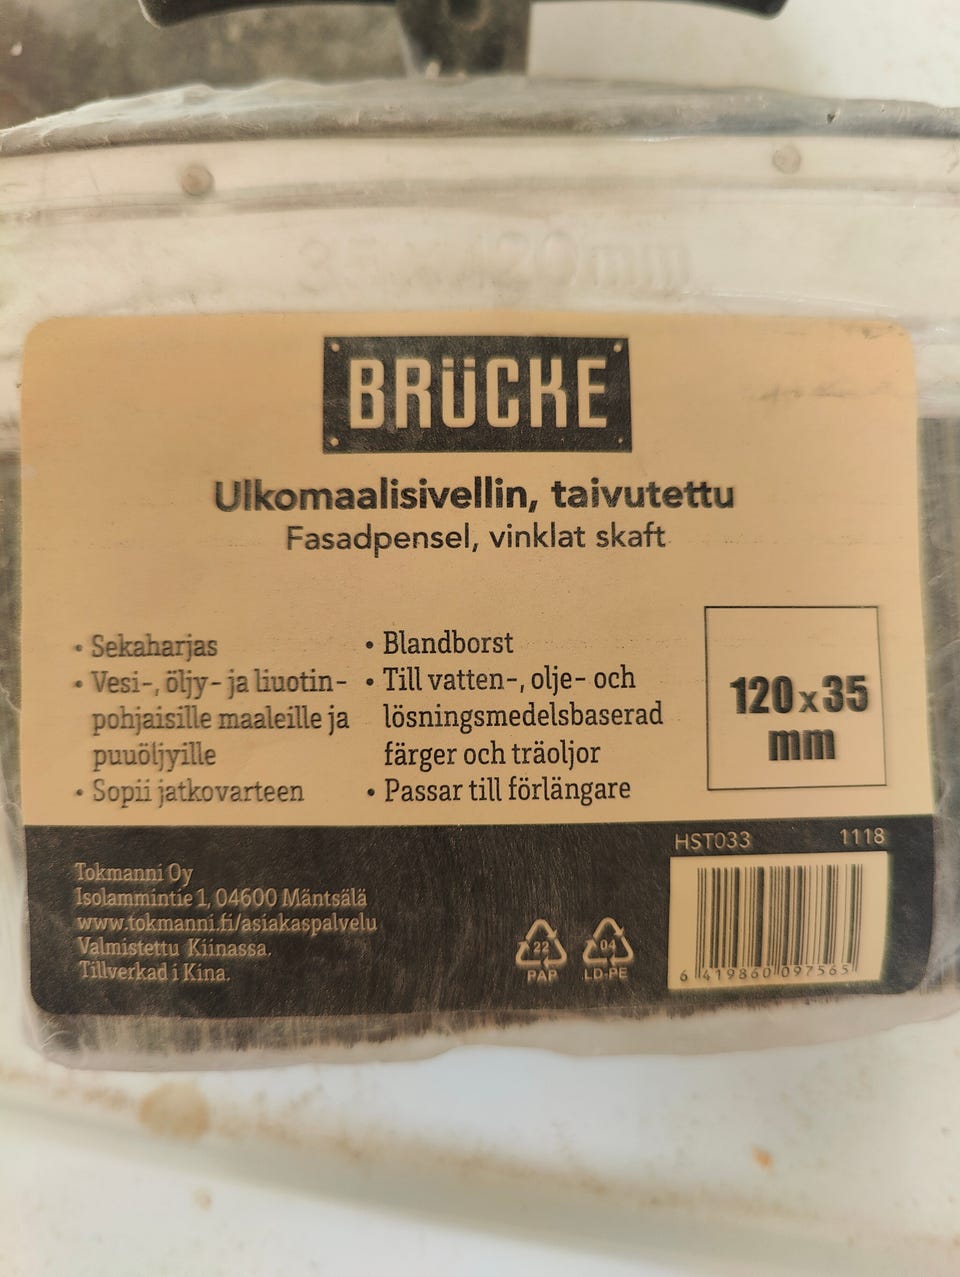 35 x 120mm
BRÜCKE
Ulkomaalisivellin, taivutettu
Fasadpensel, vinklat skaft
• Sekaharjas
• Vesi-, öljy- ja liuotin-
pohjaisille maaleille ja
puuöljyille
• Sopii jatkovarteen
• Blandborst
• Till vatten-, olje- och
lösningsmedelsbaserad
färger och träoljor
• Passar till förlängare
120 x 35
mm
Tokmanni Oy
Isolammintie 1, 04600 Mäntsälä
www.tokmanni.fi/asiakaspalvelu
Valmistettu Kiinassa.
Tillverkad i Kina.
22
PAP
04
LD-PE
HST033 1118
6 419860 097565